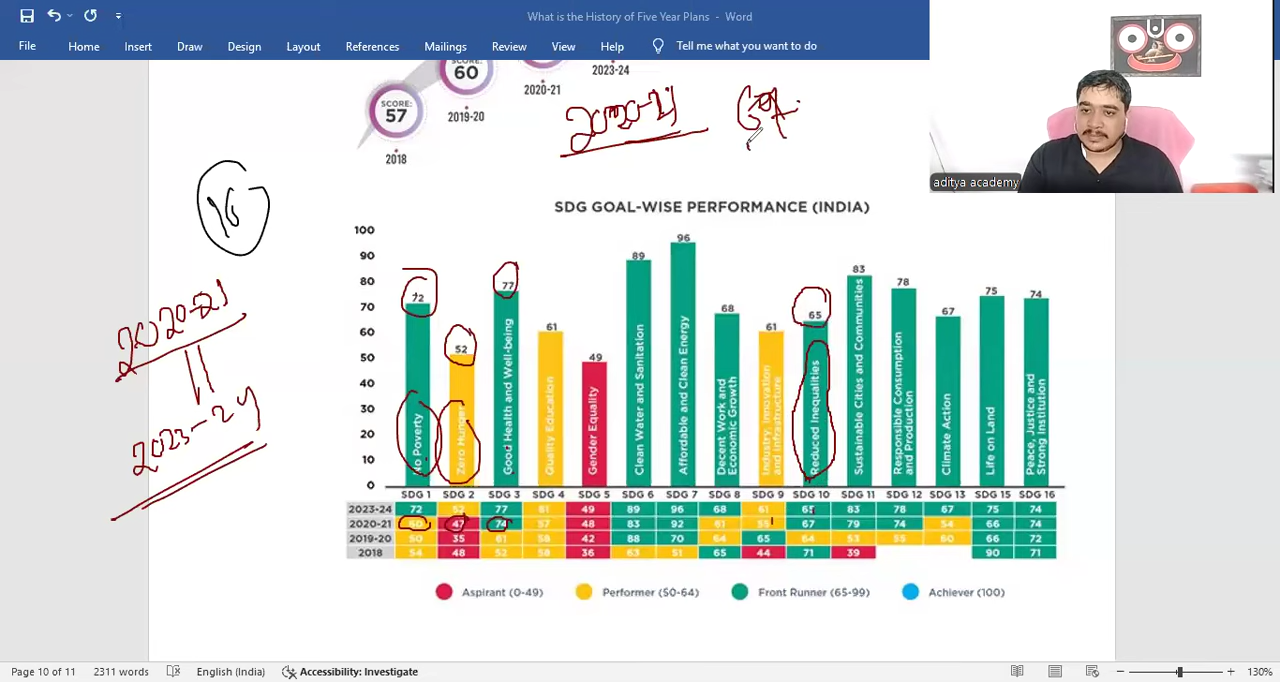 What is the History of Five Year Plans - Word
File Home Insert Draw Design Layout References Mailings Review View Help Tell me what you want to do
SCORE:
57
2018
SCORE:
60
2019-20
2020-21
2023-24
2020-21
aditya academy
16
2020-21
2023-24
SDG GOAL-WISE PERFORMANCE (INDIA)
100
90
80
70
60
50
40
30
20
10
0
72 52 77 61 49 89 96 68 61 65 83 78 67 75 74
No Poverty
Zero Hunger
Good Health and Well-being
Quality Education
Gender Equality
Clean Water and Sanitation
Affordable and Clean Energy
Decent Work and
Economic Growth
Industry, Innovation
and Infrastructure
Reduced Inequalities
Sustainable Cities and Communities
Responsible Consumption
and Production
Climate Action
Life on Land
Peace, Justice and
Strong Institution
SDG 1 SDG 2 SDG 3 SDG 4 SDG 5 SDG 6 SDG 7 SDG 8 SDG 9 SDG 10 SDG 11 SDG 12 SDG 13 SDG 15 SDG 16
2023-24 72 52 77 61 49 89 96 68 61 65 83 78 67 75 74
2020-21 60 47 74 57 48 83 92 61 55 67 79 74 54 66 74
2019-20 50 35 61 58 42 88 70 64 65 64 53 55 60 66 72
2018 54 48 52 58 36 63 51 65 44 71 39 90 71
Aspirant (0-49) Performer (50-64) Front Runner (65-99) Achiever (100)
Page 10 of 11 2311 words English (India) Accessibility: Investigate 130%